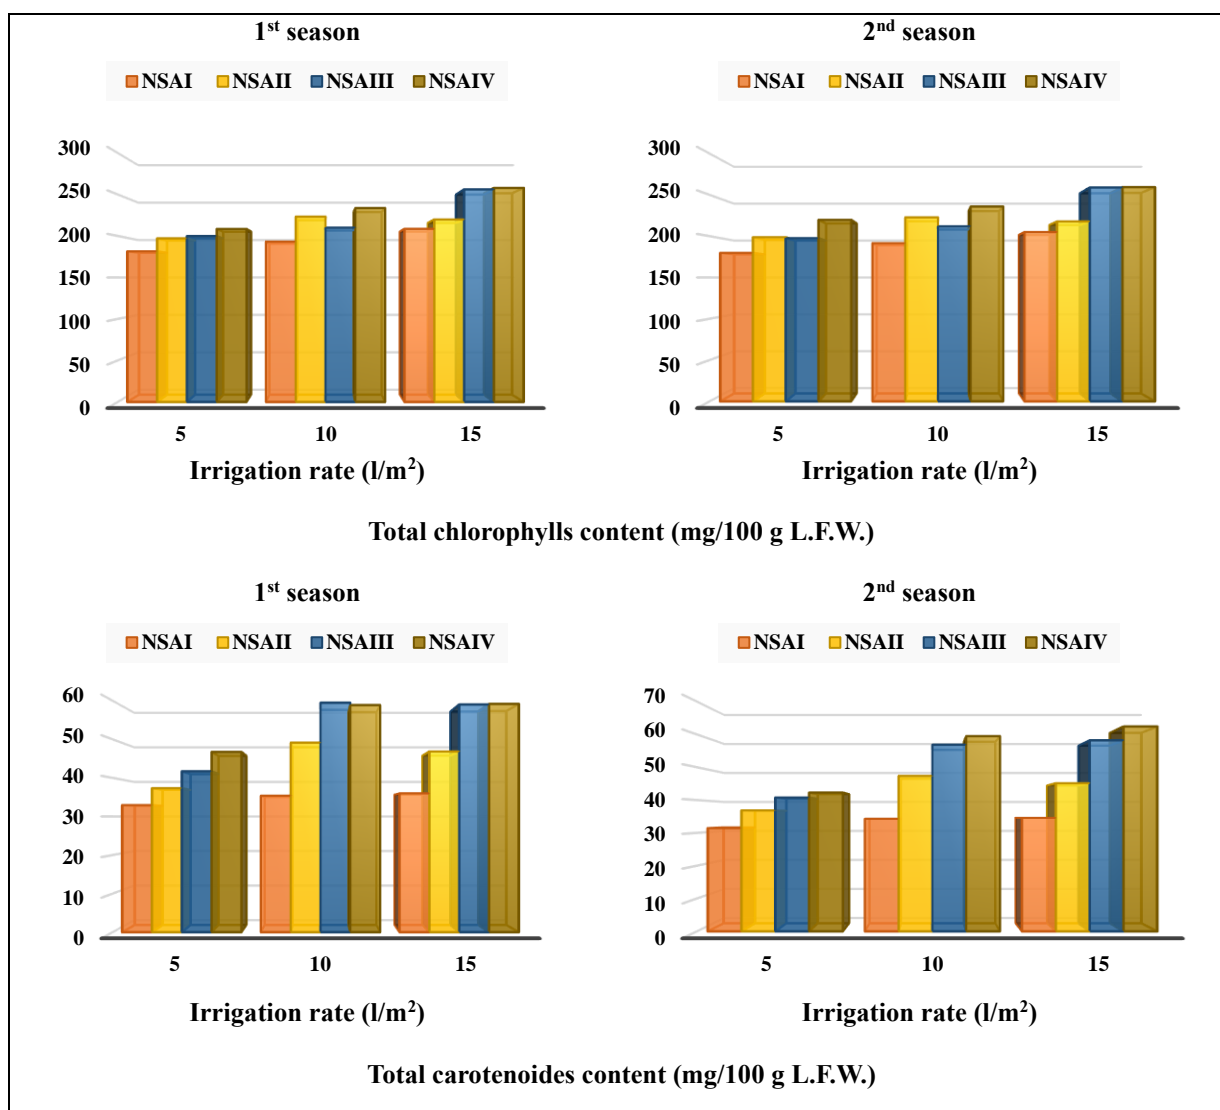 1st season
2nd season
NSAI NSAII NSAIII NSAIV
NSAI NSAII NSAIII NSAIV
300
250
200
150
100
50
0
5 10 15
Irrigation rate (l/m²)
300
250
200
150
100
50
0
5 10 15
Irrigation rate (l/m²)
Total chlorophylls content (mg/100 g L.F.W.)
1st season
2nd season
NSAI NSAII NSAIII NSAIV
NSAI NSAII NSAIII NSAIV
60
50
40
30
20
10
0
5 10 15
Irrigation rate (l/m²)
70
60
50
40
30
20
10
0
5 10 15
Irrigation rate (l/m²)
Total carotenoides content (mg/100 g L.F.W.)